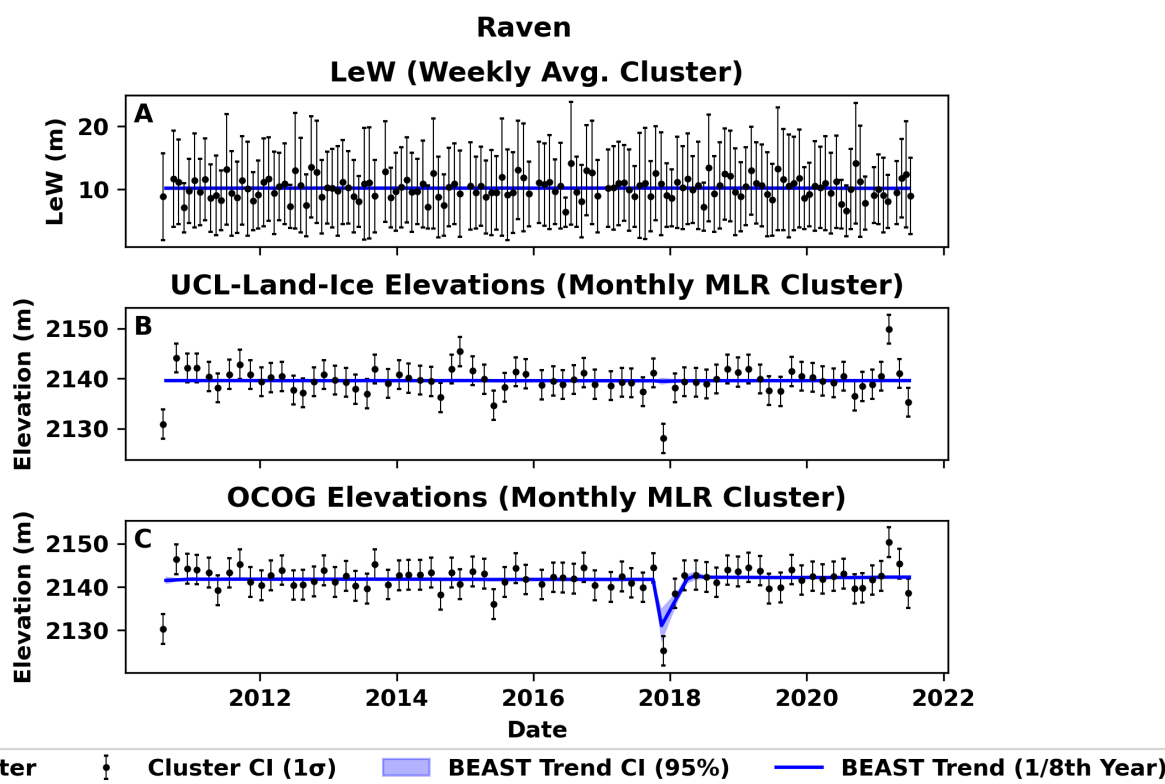 Raven
LeW (Weekly Avg. Cluster)
A
LeW (m)
20
10
UCL-Land-Ice Elevations (Monthly MLR Cluster)
B
Elevation (m)
2150
2140
2130
OCOG Elevations (Monthly MLR Cluster)
C
Elevation (m)
2150
2140
2130
2012 2014 2016 2018 2020 2022
Date
ter Cluster CI (1σ) BEAST Trend CI (95%) BEAST Trend (1/8th Year)